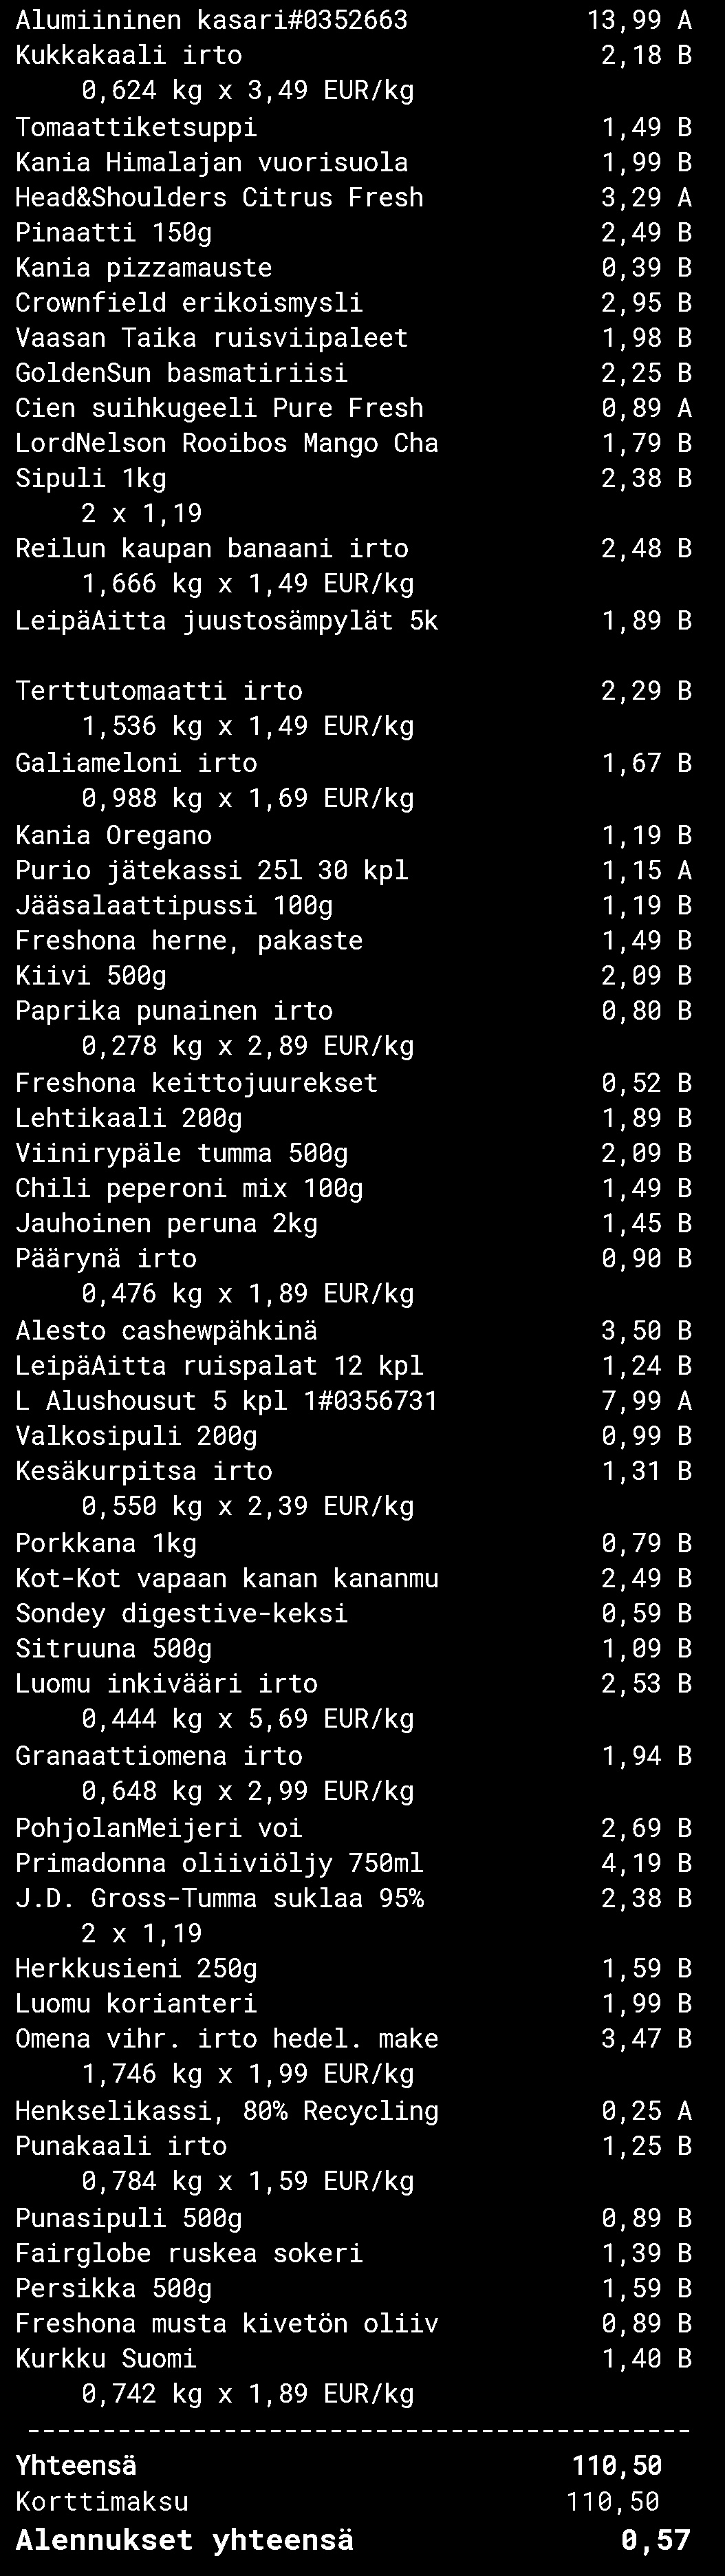 Alumiininen kasari#0352663 13,99 A
Kukkakaali irto 2,18 B
0,624 kg x 3,49 EUR/kg
Tomaattiketsuppi 1,49 B
Kania Himalajan vuorisuola 1,99 B
Head&Shoulders Citrus Fresh 3,29 A
Pinaatti 150g 2,49 B
Kania pizzamauste 0,39 B
Crownfield erikoismysli 2,95 B
Vaasan Taika ruisviipaleet 1,98 B
GoldenSun basmatiriisi 2,25 B
Cien suihkugeeli Pure Fresh 0,89 A
LordNelson Rooibos Mango Cha 1,79 B
Sipuli 1kg 2,38 B
2 x 1,19
Reilun kaupan banaani irto 2,48 B
1,666 kg x 1,49 EUR/kg
LeipäAitta juustosämpylät 5k 1,89 B
Terttutomaatti irto 2,29 B
1,536 kg x 1,49 EUR/kg
Galiameloni irto 1,67 B
0,988 kg x 1,69 EUR/kg
Kania Oregano 1,19 B
Purio jätekassi 25l 30 kpl 1,15 A
Jääsalaattipussi 100g 1,19 B
Freshona herne, pakaste 1,49 B
Kiivi 500g 2,09 B
Paprika punainen irto 0,80 B
0,278 kg x 2,89 EUR/kg
Freshona keittojuurekset 0,52 B
Lehtikaali 200g 1,89 B
Viinirypäle tumma 500g 2,09 B
Chili peperoni mix 100g 1,49 B
Jauhoinen peruna 2kg 1,45 B
Päärynä irto 0,90 B
0,476 kg x 1,89 EUR/kg
Alesto cashewpähkinä 3,50 B
LeipäAitta ruispalat 12 kpl 1,24 B
L Alushousut 5 kpl 1#0356731 7,99 A
Valkosipuli 200g 0,99 B
Kesäkurpitsa irto 1,31 B
0,550 kg x 2,39 EUR/kg
Porkkana 1kg 0,79 B
Kot-Kot vapaan kanan kananmu 2,49 B
Sondey digestive-keksi 0,59 B
Sitruuna 500g 1,09 B
Luomu inkivääri irto 2,53 B
0,444 kg x 5,69 EUR/kg
Granaattiomena irto 1,94 B
0,648 kg x 2,99 EUR/kg
PohjolanMeijeri voi 2,69 B
Primadonna oliiviöljy 750ml 4,19 B
J.D. Gross-Tumma suklaa 95% 2,38 B
2 x 1,19
Herkkusieni 250g 1,59 B
Luomu korianteri 1,99 B
Omena vihr. irto hedel. make 3,47 B
1,746 kg x 1,99 EUR/kg
Henkselikassi, 80% Recycling 0,25 A
Punakaali irto 1,25 B
0,784 kg x 1,59 EUR/kg
Punasipuli 500g 0,89 B
Fairglobe ruskea sokeri 1,39 B
Persikka 500g 1,59 B
Freshona musta kivetön oliiv 0,89 B
Kurkku Suomi 1,40 B
0,742 kg x 1,89 EUR/kg
--------------------------------------------
Yhteensä 110,50
Korttimaksu 110,50
Alennukset yhteensä 0,57